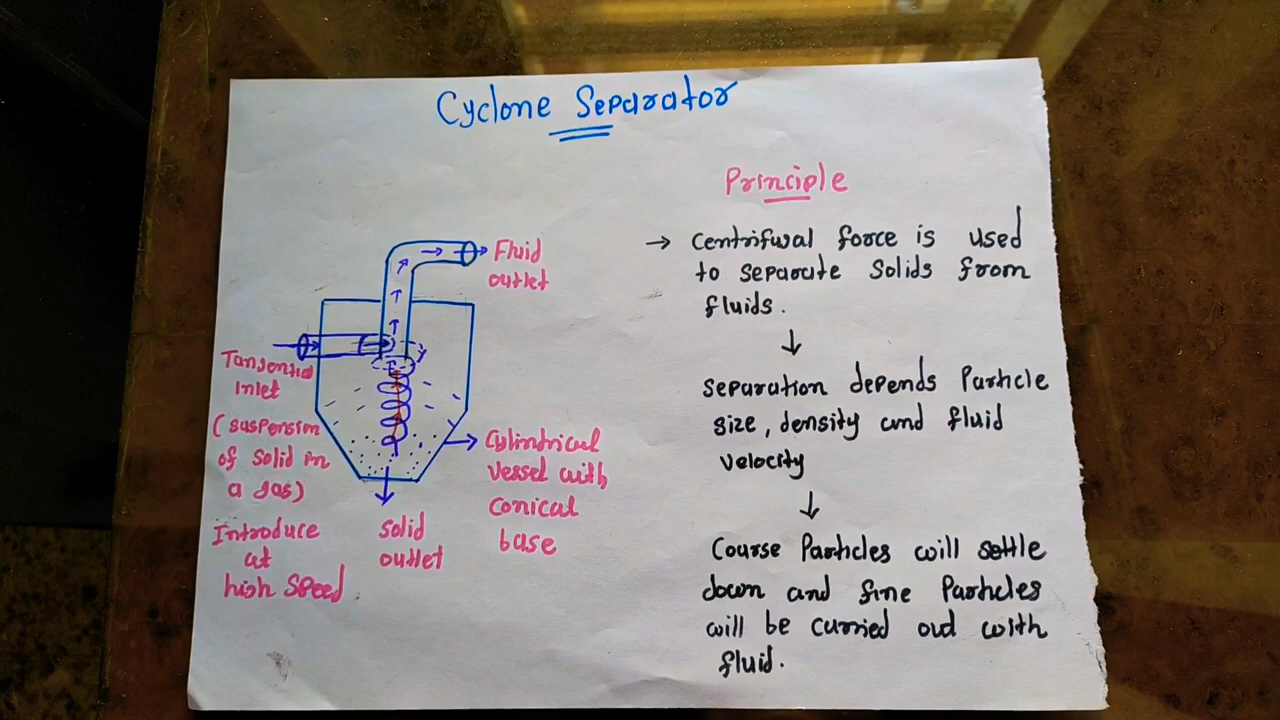 Cyclone Separator
Principle
→ Centrifual force is used
to separate solids from
fluids.
↓
Separation depends Particle
size, density and fluid
velocity
↓
Course Particles will settle
down and fine Particles
will be carried out with
fluid.
Fluid
outlet
Tangential
inlet
(suspension
of solid in
a gas)
Introduce
at
high speed
solid
outlet
Cylindrical
vessel with
conical
base